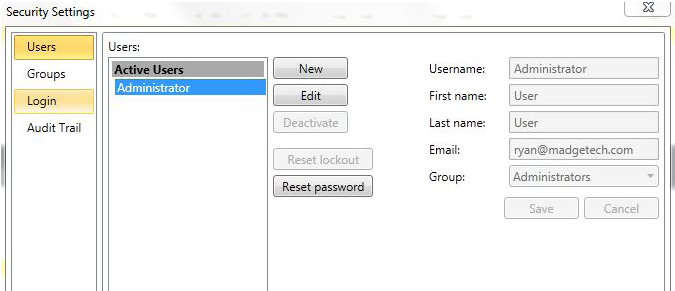 Security Settings
Users
Groups
Login
Audit Trail
Users:
Active Users
Administrator
New
Edit
Deactivate
Reset lockout
Reset password
Username: Administrator
First name: User
Last name: User
Email: ryan@madgetech.com
Group: Administrators
Save Cancel